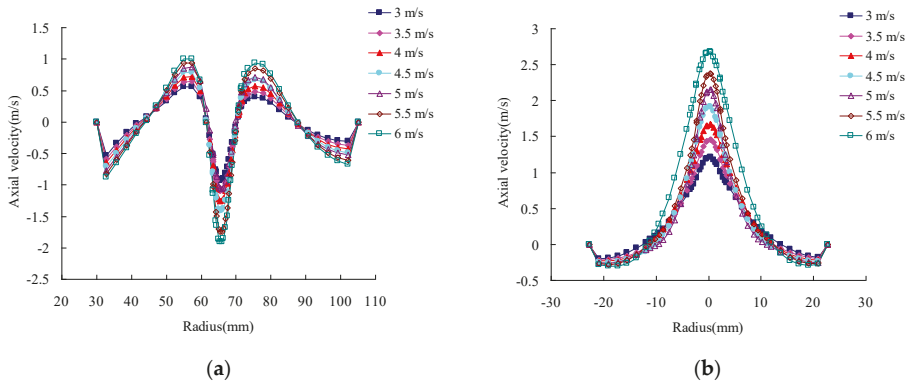 1.5
1
0.5
0
-0.5
-1
-1.5
-2
-2.5
Axial velocity(m/s)
20 30 40 50 60 70 80 90 100 110
Radius(mm)
3 m/s
3.5 m/s
4 m/s
4.5 m/s
5 m/s
5.5 m/s
6 m/s
(a)
3
2.5
2
1.5
1
0.5
0
-0.5
Axial velocity(m/s)
-30 -20 -10 0 10 20 30
Radius(mm)
3 m/s
3.5 m/s
4 m/s
4.5 m/s
5 m/s
5.5 m/s
6 m/s
(b)